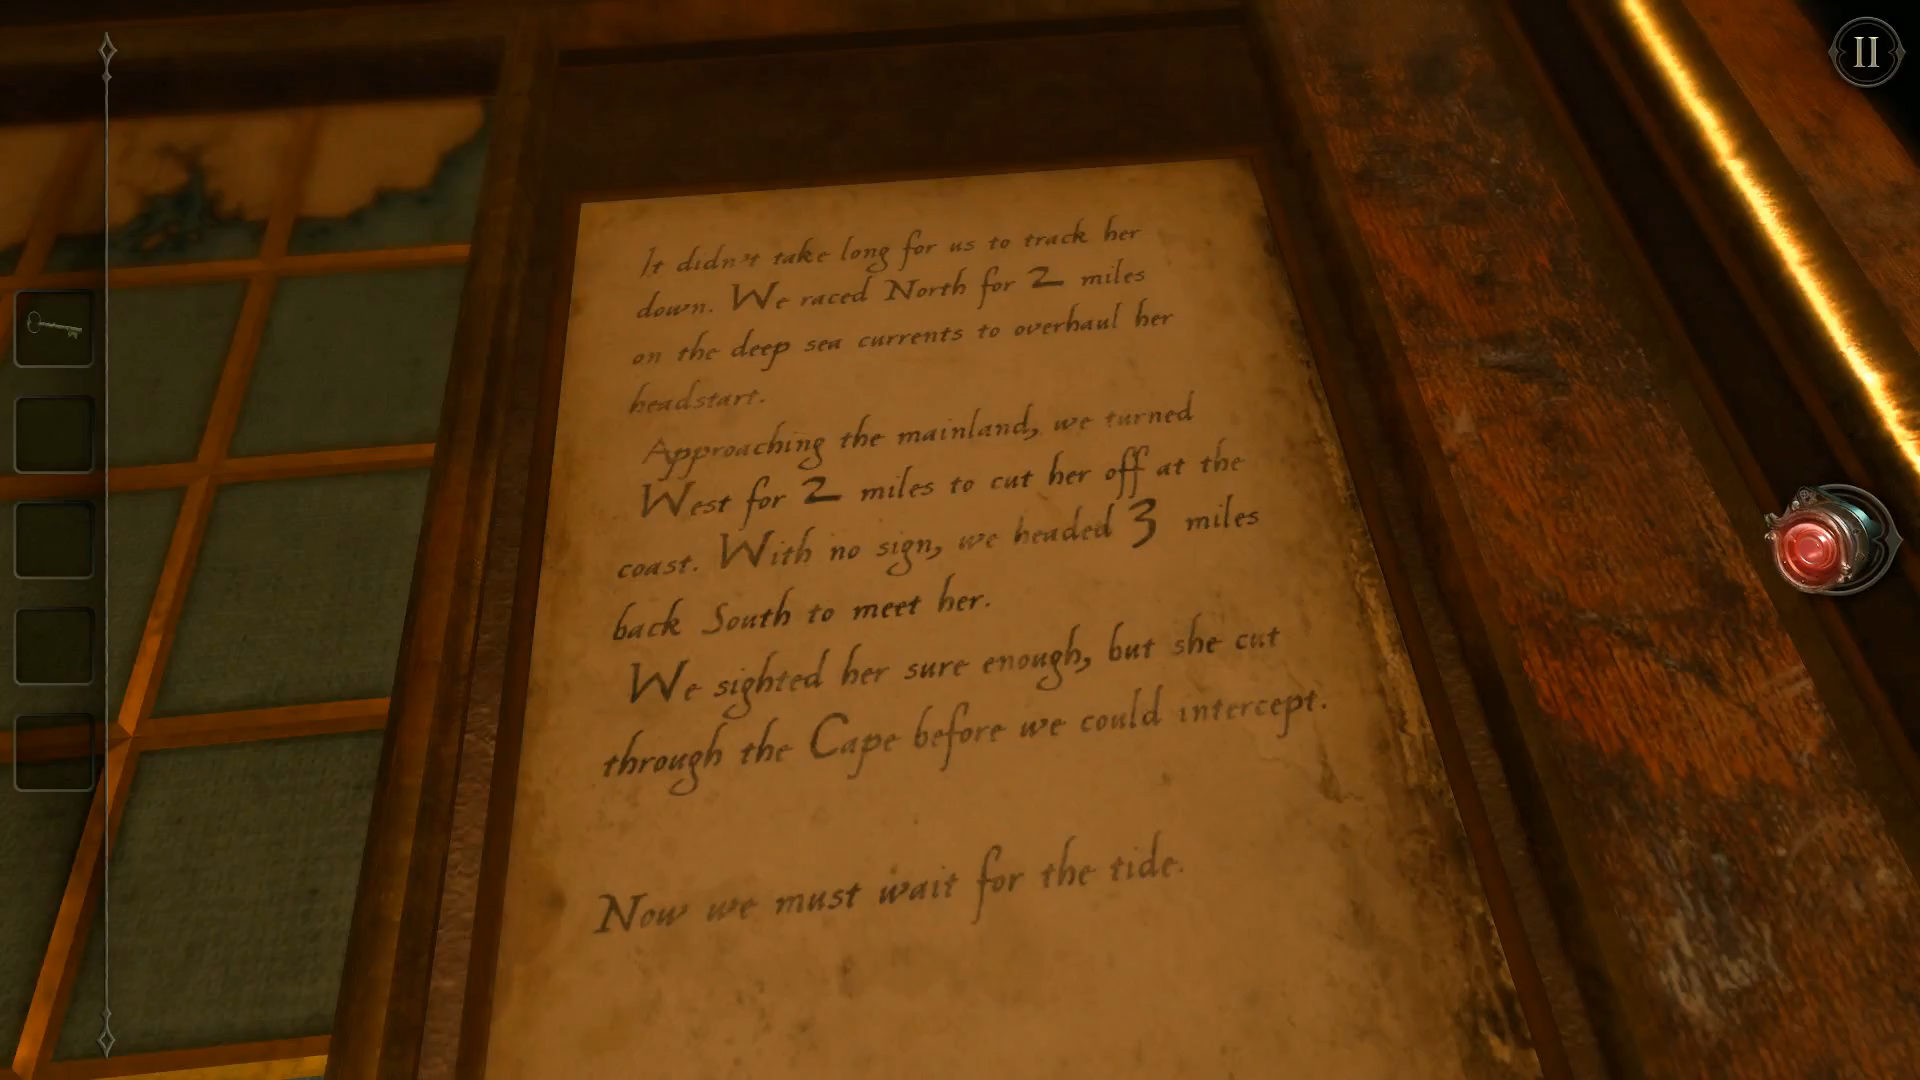 It didn't take long for us to track her
down. We raced North for 2 miles
on the deep sea currents to overhaul her
headstart.
Approaching the mainland, we turned
West for 2 miles to cut her off at the
coast. With no sign, we headed 3 miles
back South to meet her.
We sighted her sure enough, but she cut
through the Cape before we could intercept.
Now we must wait for the tide.